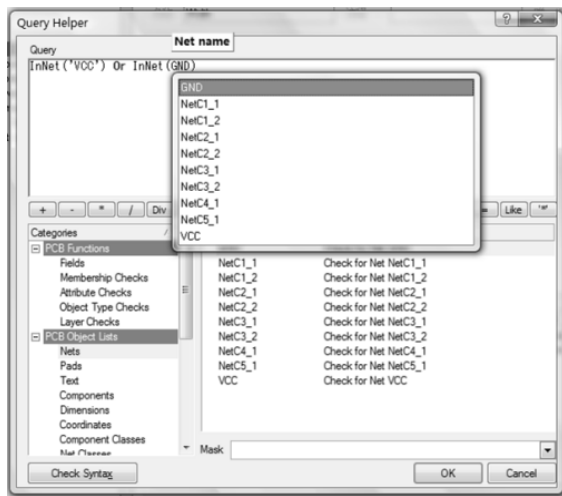 Query Helper
Query
Net name
InNet('VCC') Or InNet(GND)
GND
NetC1_1
NetC1_2
NetC2_1
NetC2_2
NetC3_1
NetC3_2
NetC4_1
NetC5_1
VCC
+ - * / Div = Like '*'
Categories
PCB Functions
Fields
Membership Checks
Attribute Checks
Object Type Checks
Layer Checks
PCB Object Lists
Nets
Pads
Text
Components
Dimensions
Coordinates
Component Classes
NetC1_1 Check for Net NetC1_1
NetC1_2 Check for Net NetC1_2
NetC2_1 Check for Net NetC2_1
NetC2_2 Check for Net NetC2_2
NetC3_1 Check for Net NetC3_1
NetC3_2 Check for Net NetC3_2
NetC4_1 Check for Net NetC4_1
NetC5_1 Check for Net NetC5_1
VCC Check for Net VCC
Mask
Check Syntax
OK
Cancel